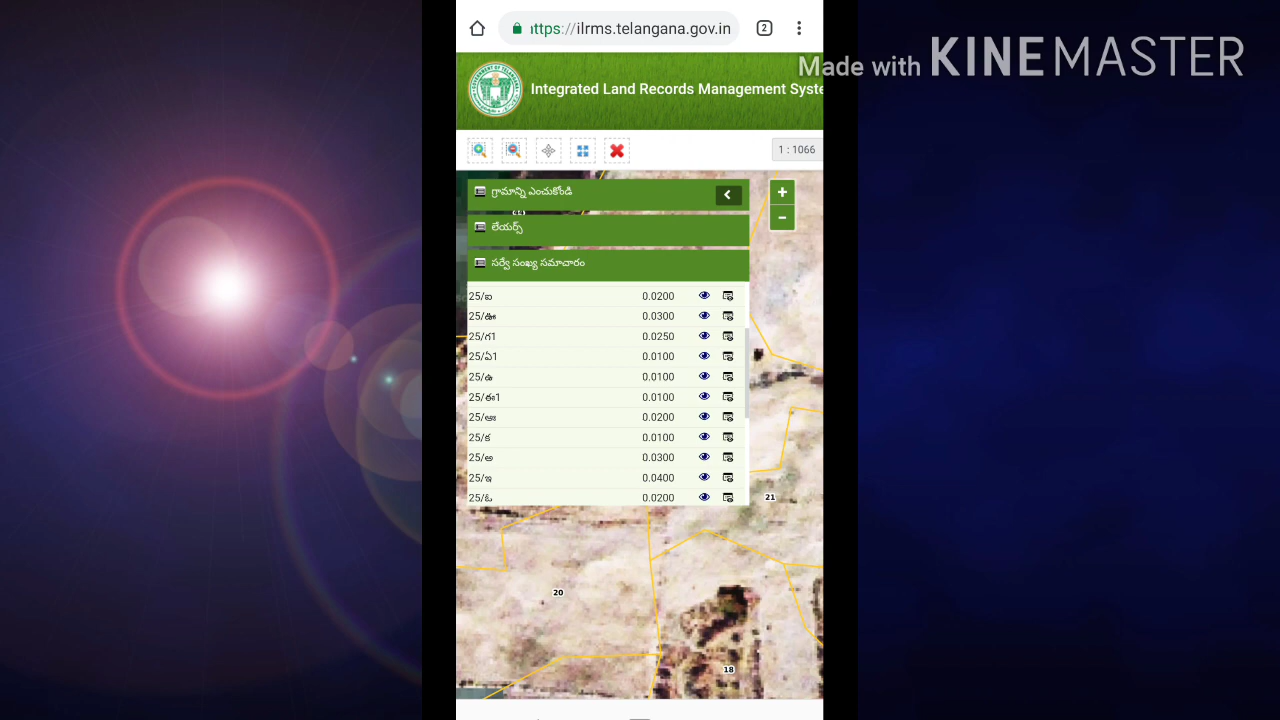 https://ilrms.telangana.gov.in
2
Made with KINEMASTER
Integrated Land Records Management Syste
1 : 1066
గ్రామాన్ని ఎంచుకోండి
+
44
లేయర్స్
−
సర్వే సంఖ్య సమాచారం
25/ఐ 0.0200
25/ఊ 0.0300
25/గ1 0.0250
25/ఏ1 0.0100
25/ఉ 0.0100
25/ఈ1 0.0100
25/ఆః 0.0200
25/క 0.0100
25/అ 0.0300
25/ఇ 0.0400
25/ఓ 0.0200
21
20
18